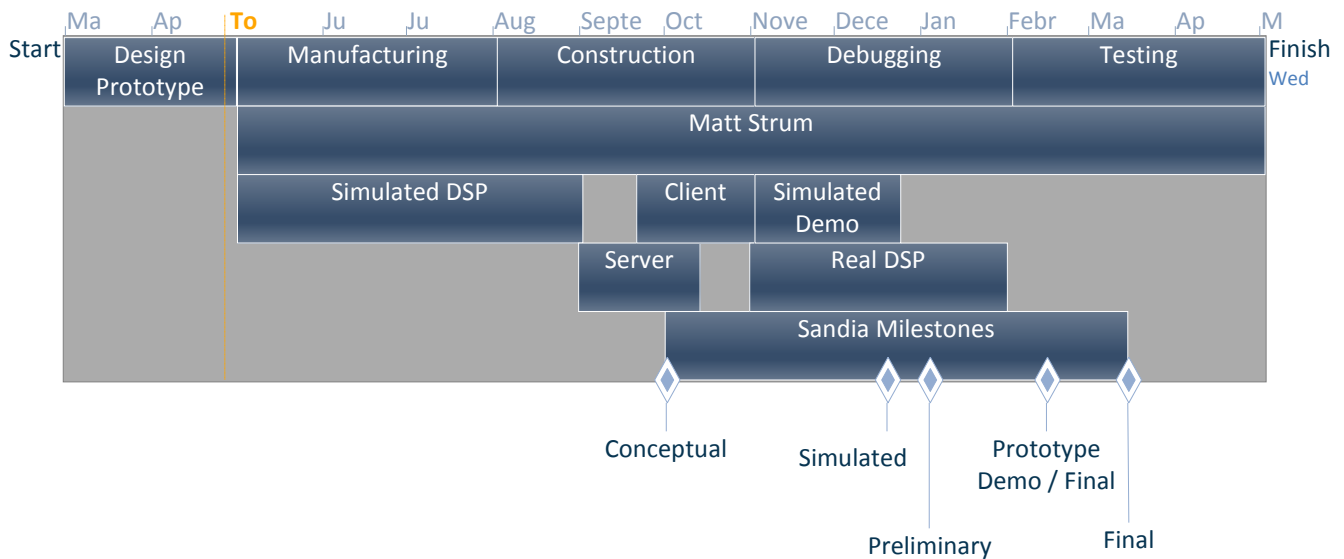 Ma Ap To Ju Ju Aug Septe Oct Nove Dece Jan Febr Ma Ap M
Start
Design
Prototype
Manufacturing
Construction
Debugging
Testing
Finish
Wed
Matt Strum
Simulated DSP
Client
Simulated
Demo
Server
Real DSP
Sandia Milestones
Conceptual
Simulated
Prototype
Demo / Final
Preliminary
Final